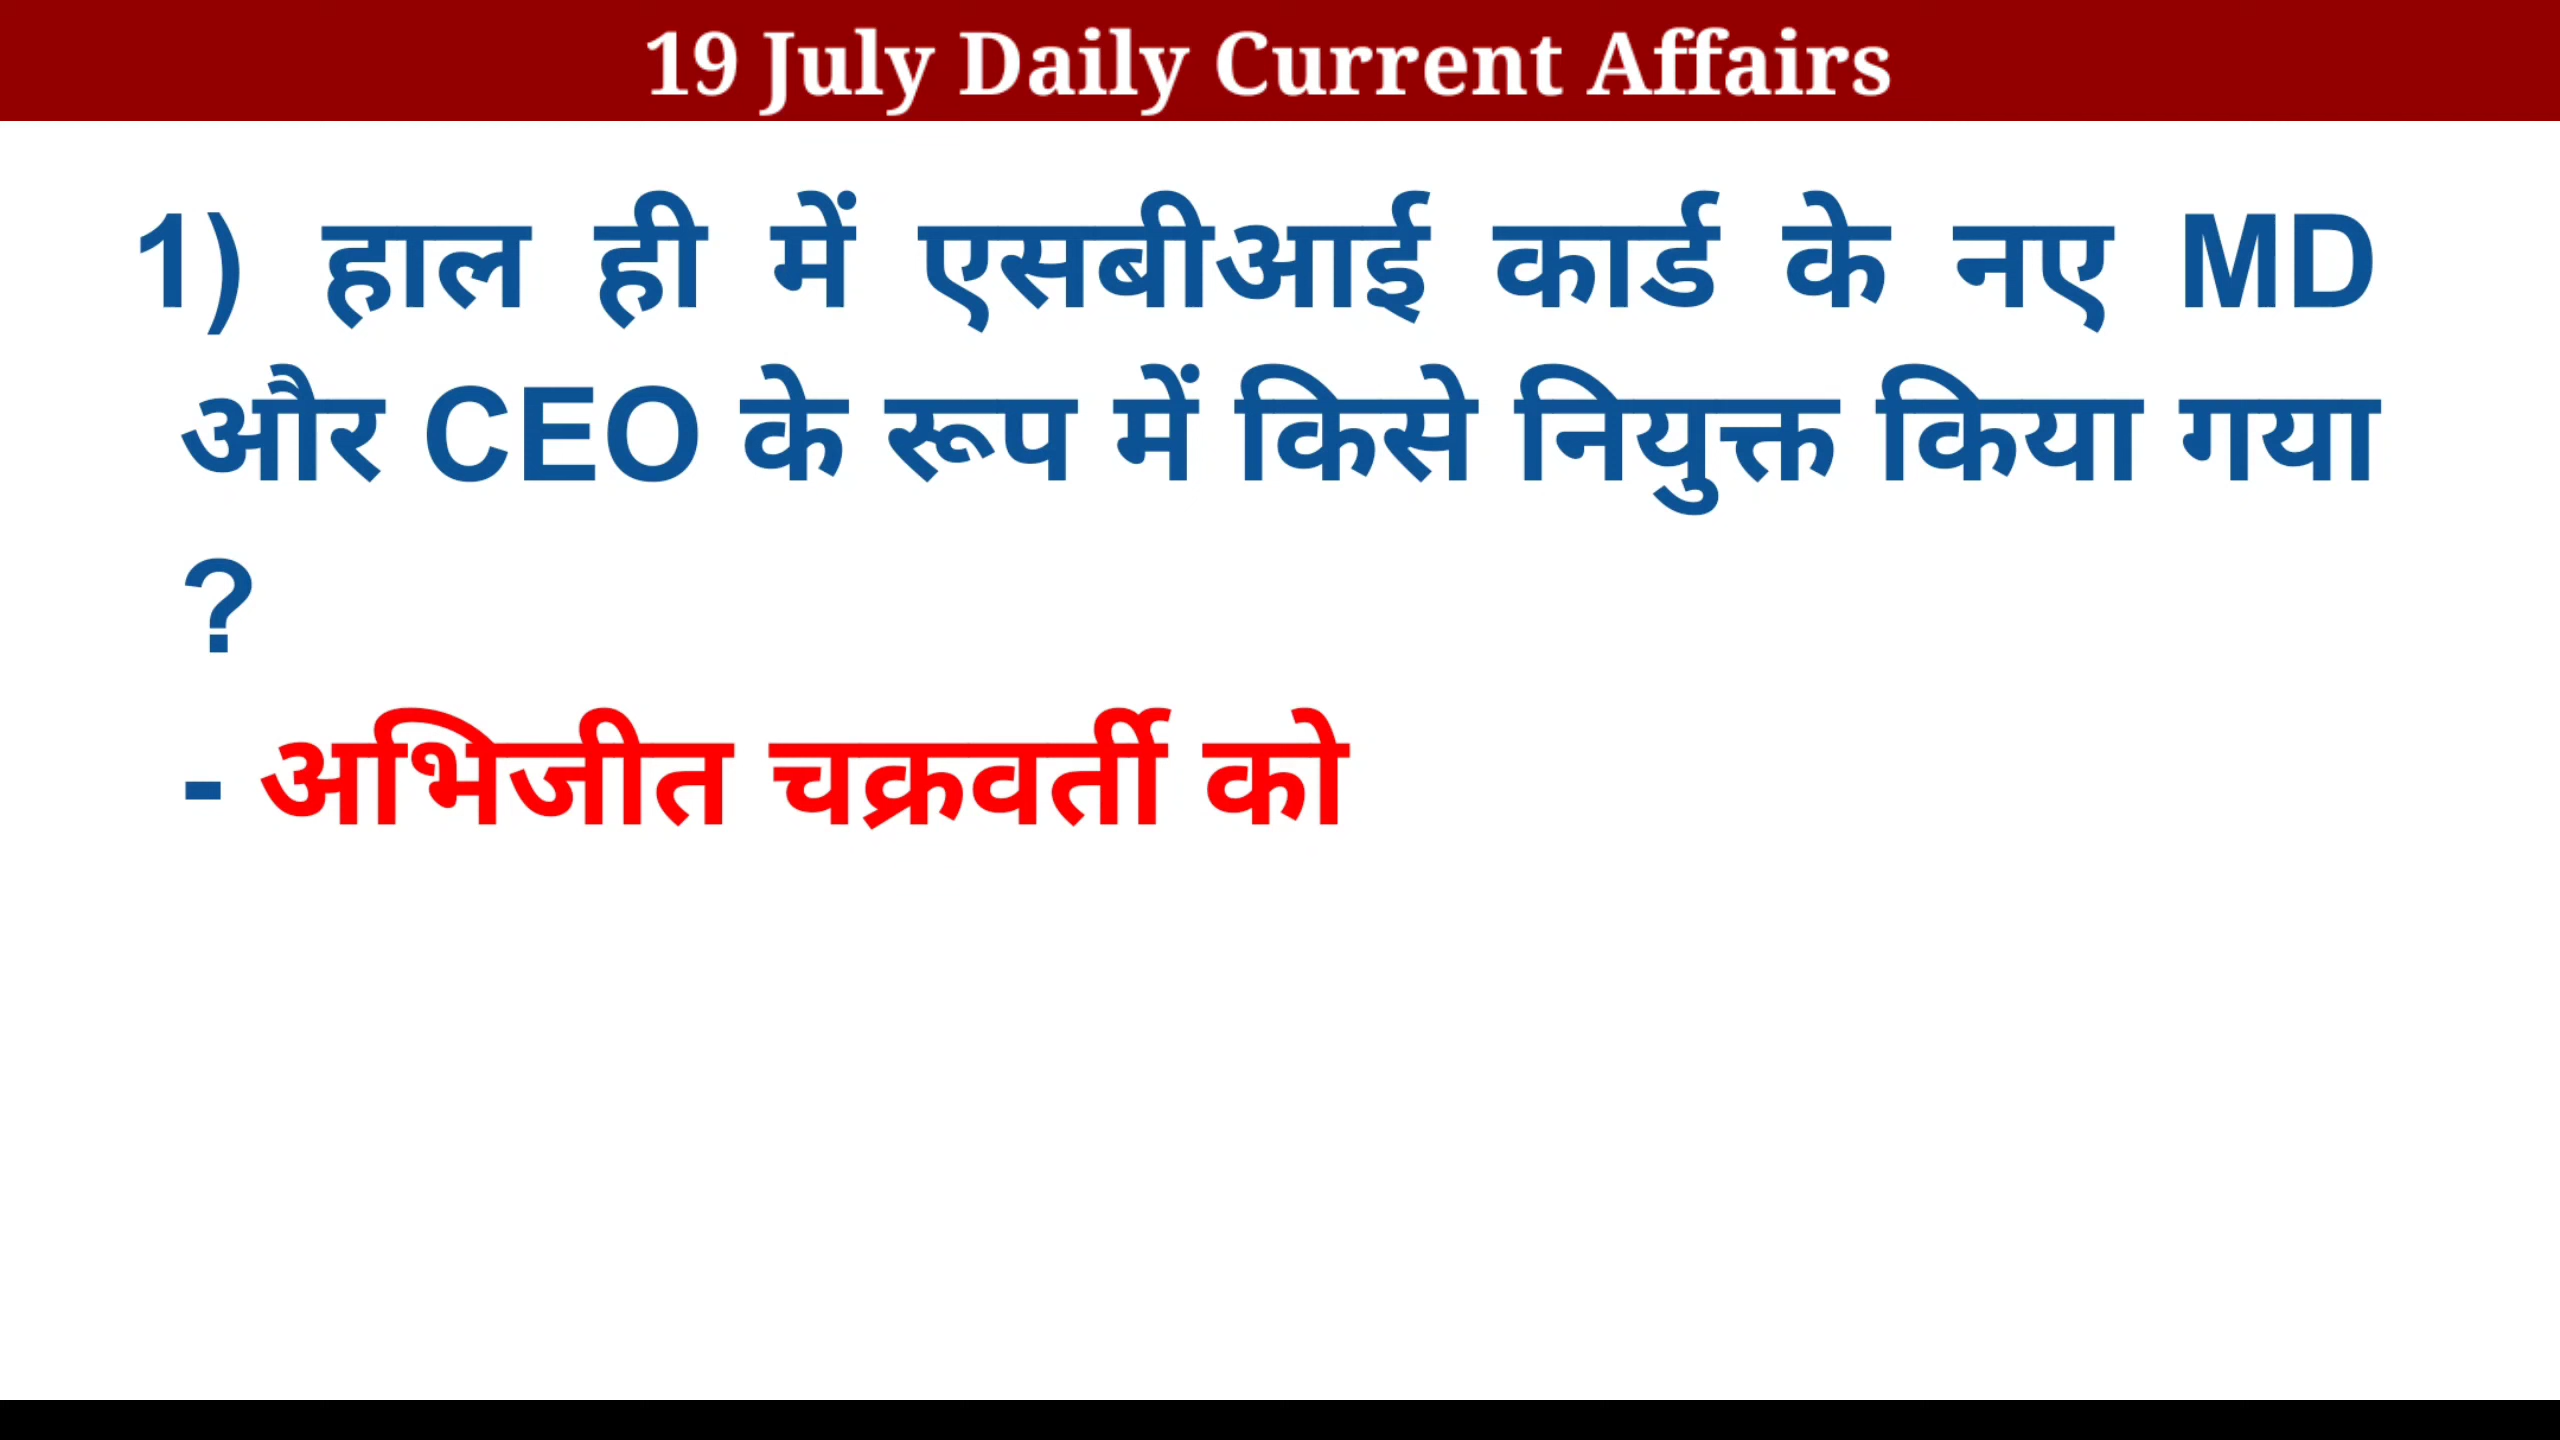 19 July Daily Current Affairs
1) हाल ही में एसबीआई कार्ड के नए MD
और CEO के रूप में किसे नियुक्त किया गया
?
- अभिजीत चक्रवर्ती को